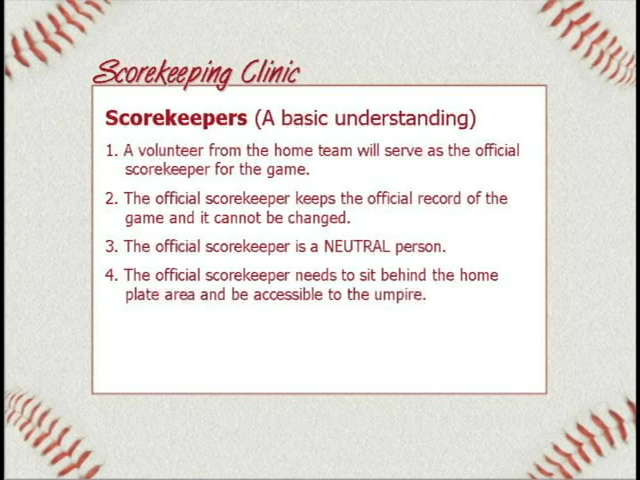 Scorekeeping Clinic
Scorekeepers (A basic understanding)
1. A volunteer from the home team will serve as the official
scorekeeper for the game.
2. The official scorekeeper keeps the official record of the
game and it cannot be changed.
3. The official scorekeeper is a NEUTRAL person.
4. The official scorekeeper needs to sit behind the home
plate area and be accessible to the umpire.